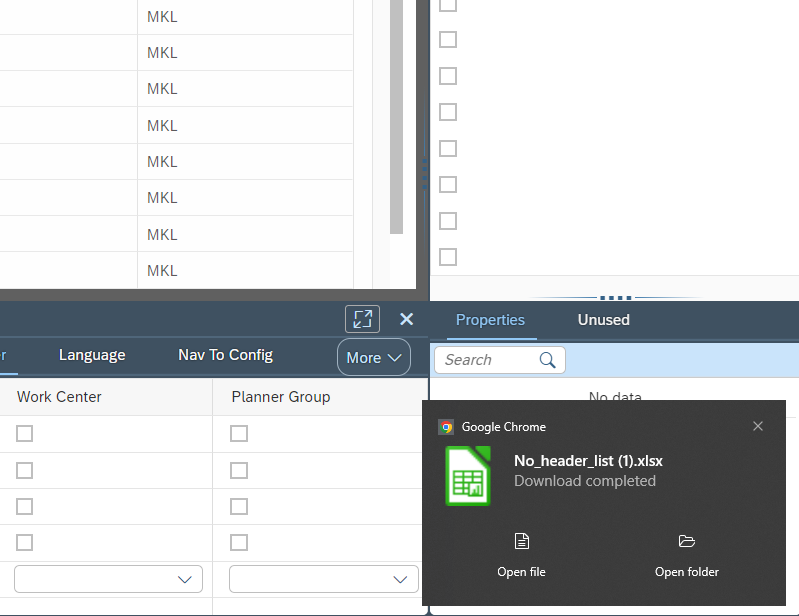 MKL
MKL
MKL
MKL
MKL
MKL
MKL
MKL
Properties
Unused
Language
Nav To Config
More
Search
Work Center
Planner Group
No data
Google Chrome
No_header_list (1).xlsx
Download completed
Open file
Open folder